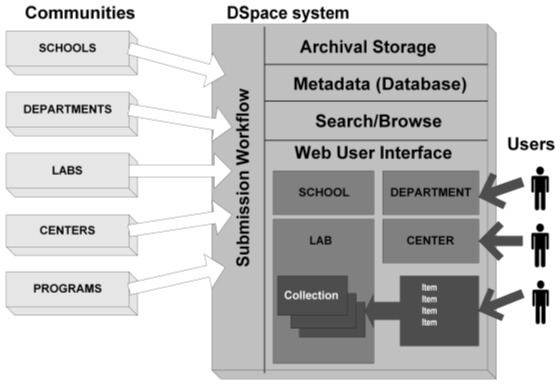 Communities
SCHOOLS
DEPARTMENTS
LABS
CENTERS
PROGRAMS
DSpace system
Submission Workflow
Archival Storage
Metadata (Database)
Search/Browse
Web User Interface
SCHOOL
DEPARTMENT
LAB
CENTER
Collection
Item
Item
Item
Item
Users